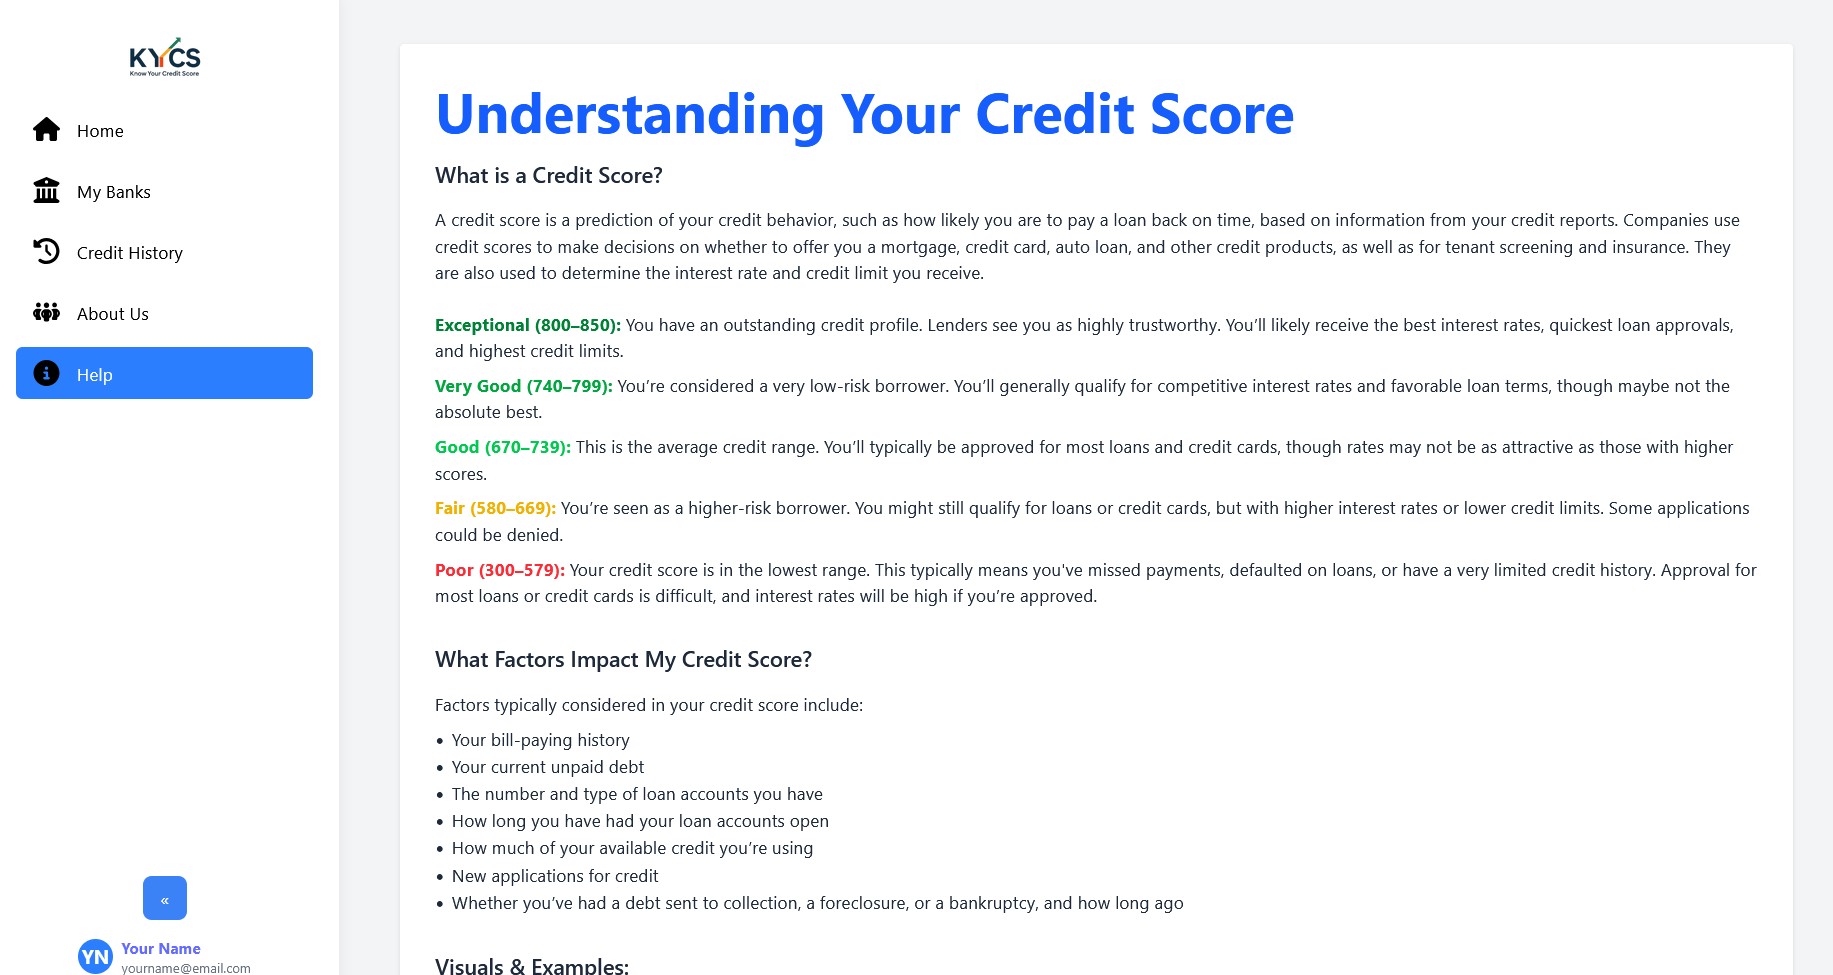 KYCS
Know Your Credit Score
Home
My Banks
Credit History
About Us
Help
«
YN
Your Name
yourname@email.com
Understanding Your Credit Score
What is a Credit Score?
A credit score is a prediction of your credit behavior, such as how likely you are to pay a loan back on time, based on information from your credit reports. Companies use
credit scores to make decisions on whether to offer you a mortgage, credit card, auto loan, and other credit products, as well as for tenant screening and insurance. They
are also used to determine the interest rate and credit limit you receive.
Exceptional (800–850): You have an outstanding credit profile. Lenders see you as highly trustworthy. You’ll likely receive the best interest rates, quickest loan approvals,
and highest credit limits.
Very Good (740–799): You’re considered a very low-risk borrower. You’ll generally qualify for competitive interest rates and favorable loan terms, though maybe not the
absolute best.
Good (670–739): This is the average credit range. You’ll typically be approved for most loans and credit cards, though rates may not be as attractive as those with higher
scores.
Fair (580–669): You’re seen as a higher-risk borrower. You might still qualify for loans or credit cards, but with higher interest rates or lower credit limits. Some applications
could be denied.
Poor (300–579): Your credit score is in the lowest range. This typically means you've missed payments, defaulted on loans, or have a very limited credit history. Approval for
most loans or credit cards is difficult, and interest rates will be high if you’re approved.
What Factors Impact My Credit Score?
Factors typically considered in your credit score include:
• Your bill-paying history
• Your current unpaid debt
• The number and type of loan accounts you have
• How long you have had your loan accounts open
• How much of your available credit you’re using
• New applications for credit
• Whether you’ve had a debt sent to collection, a foreclosure, or a bankruptcy, and how long ago
Visuals & Examples: